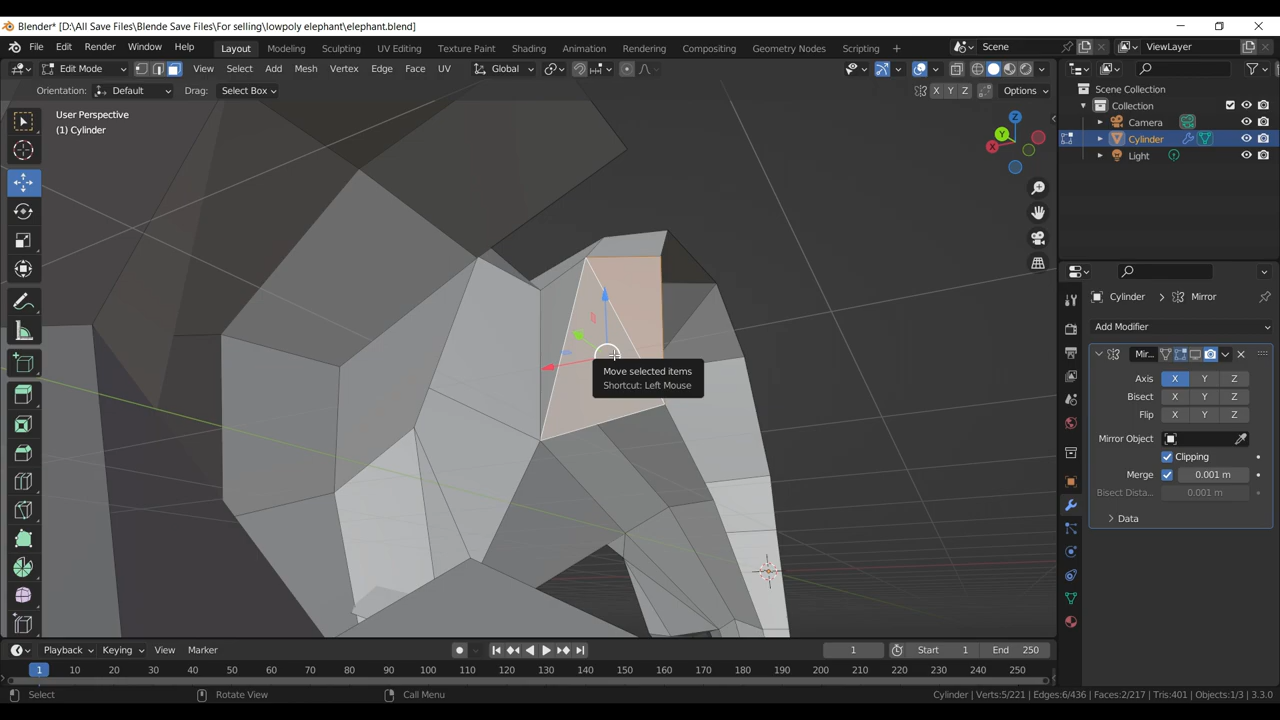 Blender* [D:\All Save Files\Blende Save Files\For selling\lowpoly elephant\elephant.blend]
File Edit Render Window Help Layout Modeling Sculpting UV Editing Texture Paint Shading Animation Rendering Compositing Geometry Nodes Scripting + Scene ViewLayer
Edit Mode View Select Add Mesh Vertex Edge Face UV Global
Orientation: Default Drag: Select Box X Y Z Options
User Perspective
(1) Cylinder
Z
Y
X
Scene Collection
Collection
Camera
Cylinder
Light
Cylinder > Mirror
Add Modifier
Mir...
Axis X Y Z
Bisect X Y Z
Flip X Y Z
Mirror Object
Clipping
Merge 0.001 m
Bisect Dista... 0.001 m
Data
Move selected items
Shortcut: Left Mouse
Playback Keying View Marker 1 Start 1 End 250
1 10 20 30 40 50 60 70 80 90 100 110 120 130 140 150 160 170 180 190 200 210 220 230 240 250
Select Rotate View Call Menu Cylinder | Verts:5/221 | Edges:6/436 | Faces:2/217 | Tris:401 | Objects:1/3 | 3.3.0